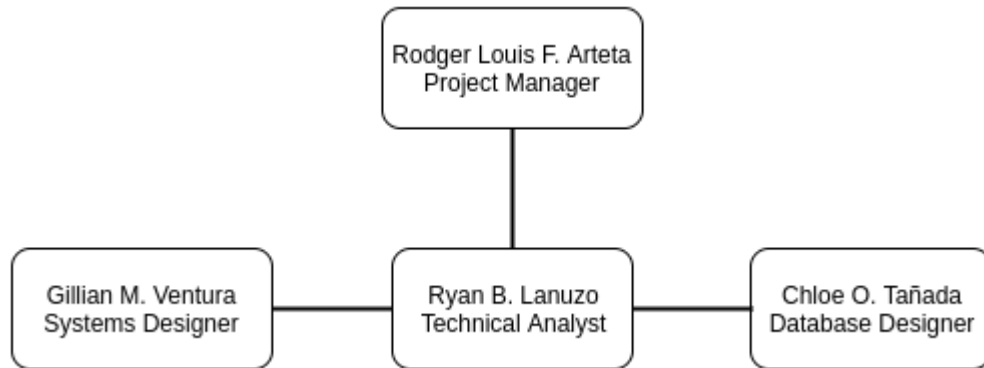 Rodger Louis F. Arteta
Project Manager
Gillian M. Ventura
Systems Designer
Ryan B. Lanuzo
Technical Analyst
Chloe O. Tañada
Database Designer